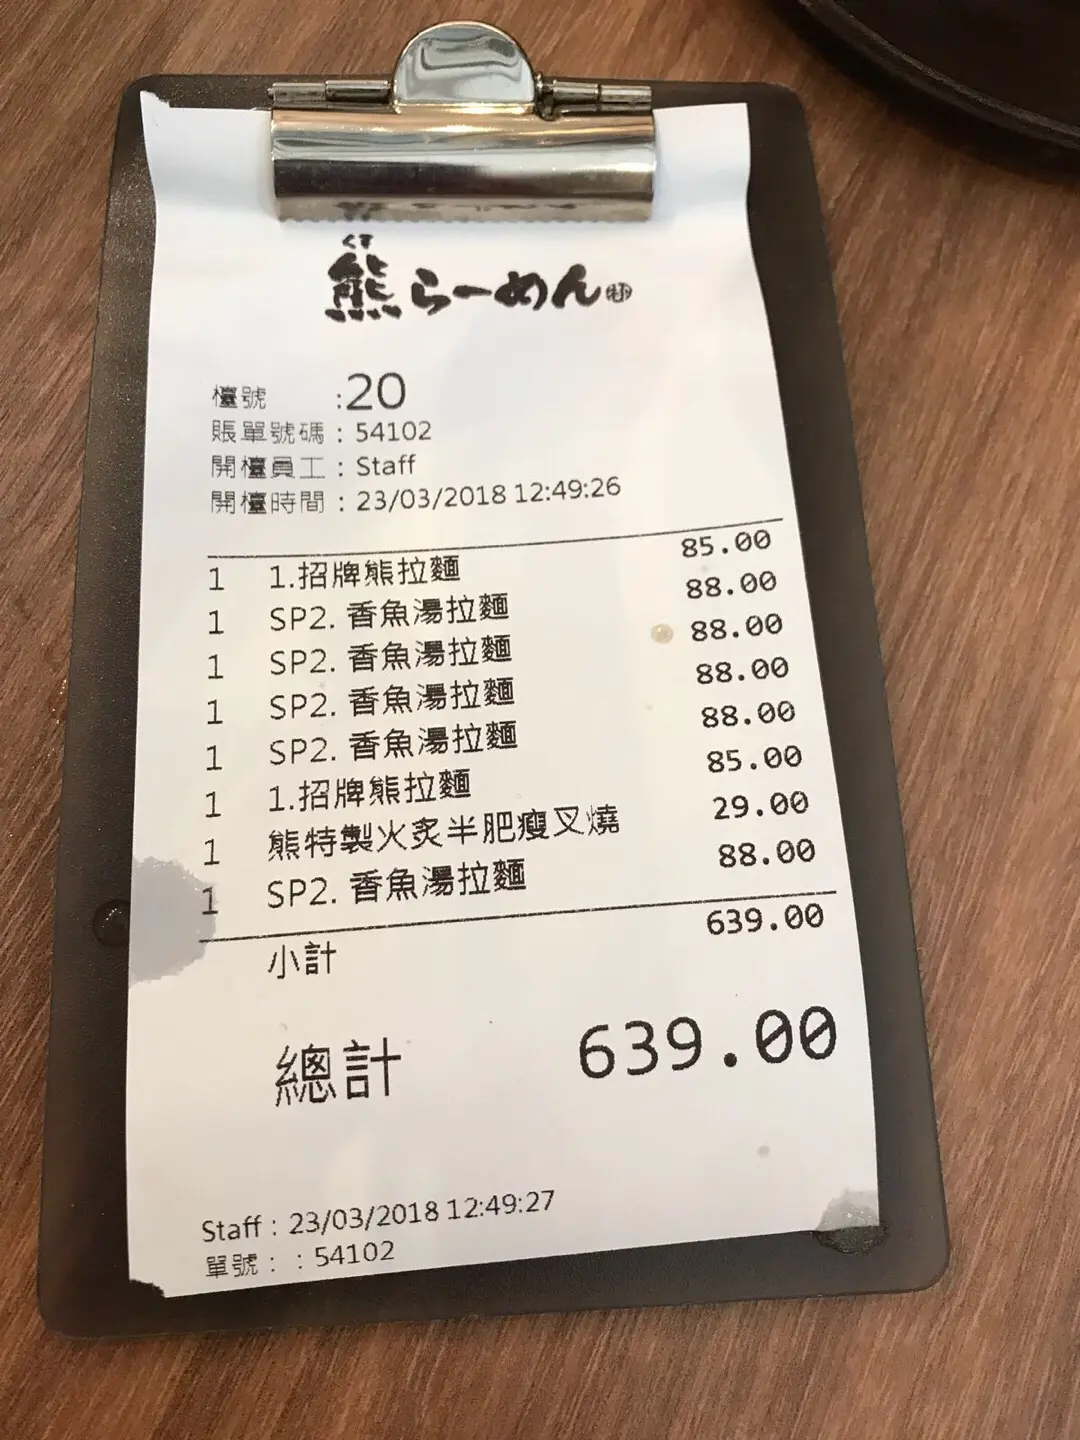 くま
熊らーめん
檯號 :20
賬單號碼 : 54102
開檯員工 : Staff
開檯時間 : 23/03/2018 12:49:26
1 1.招牌熊拉麵 85.00
1 SP2. 香魚湯拉麵 88.00
1 SP2. 香魚湯拉麵 88.00
1 SP2. 香魚湯拉麵 88.00
1 SP2. 香魚湯拉麵 88.00
1 1.招牌熊拉麵 85.00
1 熊特製火炙半肥瘦叉燒 29.00
1 SP2. 香魚湯拉麵 88.00
小計 639.00
總計 639.00
Staff : 23/03/2018 12:49:27
單號 : : 54102